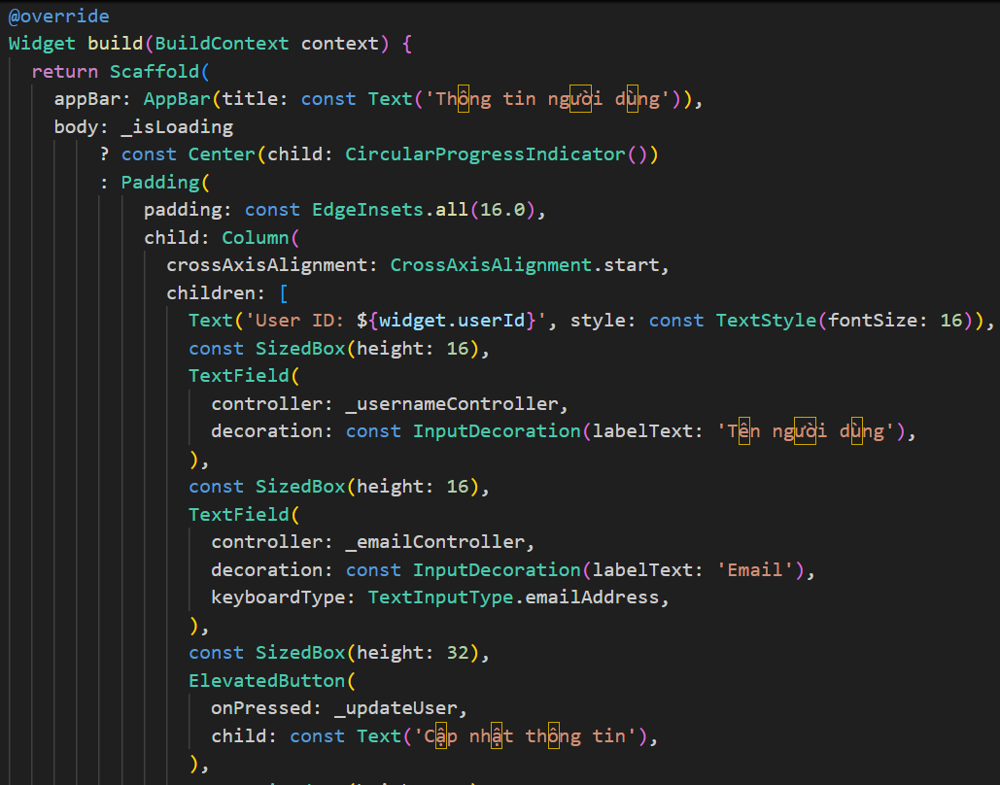 @override
Widget build(BuildContext context) {
return Scaffold(
appBar: AppBar(title: const Text('Thông tin người dùng')),
body: _isLoading
? const Center(child: CircularProgressIndicator())
: Padding(
padding: const EdgeInsets.all(16.0),
child: Column(
crossAxisAlignment: CrossAxisAlignment.start,
children: [
Text('User ID: ${widget.userId}', style: const TextStyle(fontSize: 16)),
const SizedBox(height: 16),
TextField(
controller: _usernameController,
decoration: const InputDecoration(labelText: 'Tên người dùng'),
),
const SizedBox(height: 16),
TextField(
controller: _emailController,
decoration: const InputDecoration(labelText: 'Email'),
keyboardType: TextInputType.emailAddress,
),
const SizedBox(height: 32),
ElevatedButton(
onPressed: _updateUser,
child: const Text('Cập nhật thông tin'),
),